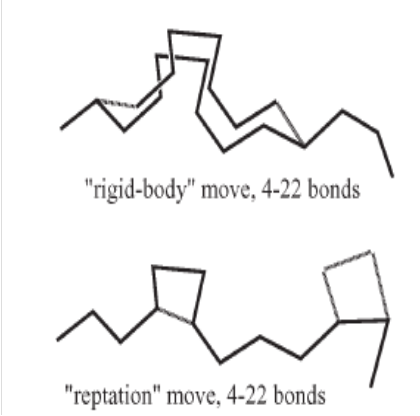 "rigid-body" move, 4-22 bonds
"reptation" move, 4-22 bonds